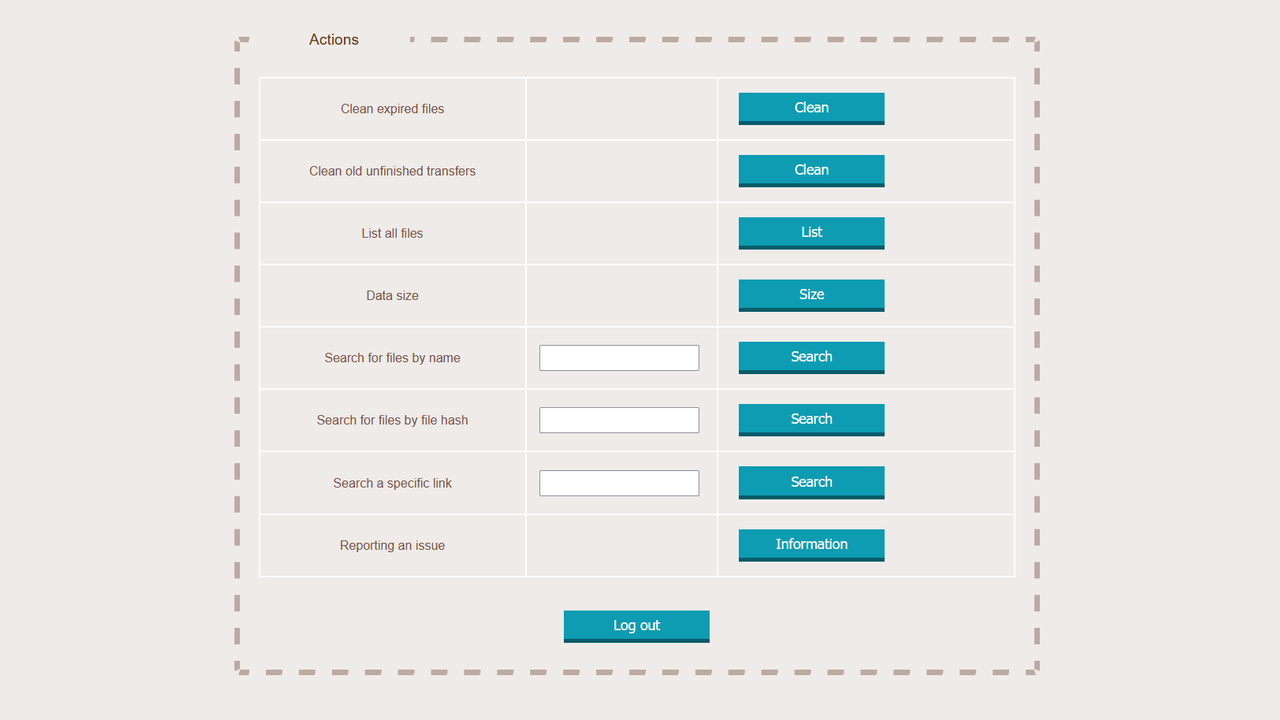 Actions
Clean expired files Clean
Clean old unfinished transfers Clean
List all files List
Data size Size
Search for files by name Search
Search for files by file hash Search
Search a specific link Search
Reporting an issue Information
Log out